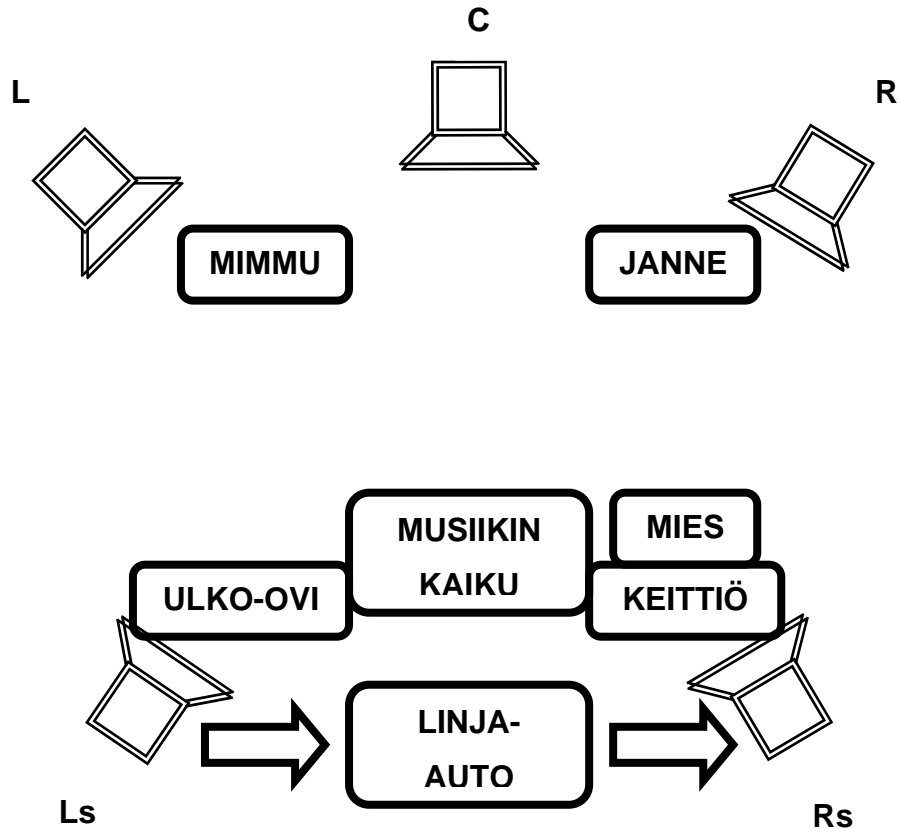 C
L
R
MIMMU
JANNE
MUSIIKIN
KAIKU
MIES
ULKO-OVI
KEITTIÖ
LINJA-
AUTO
Ls
Rs